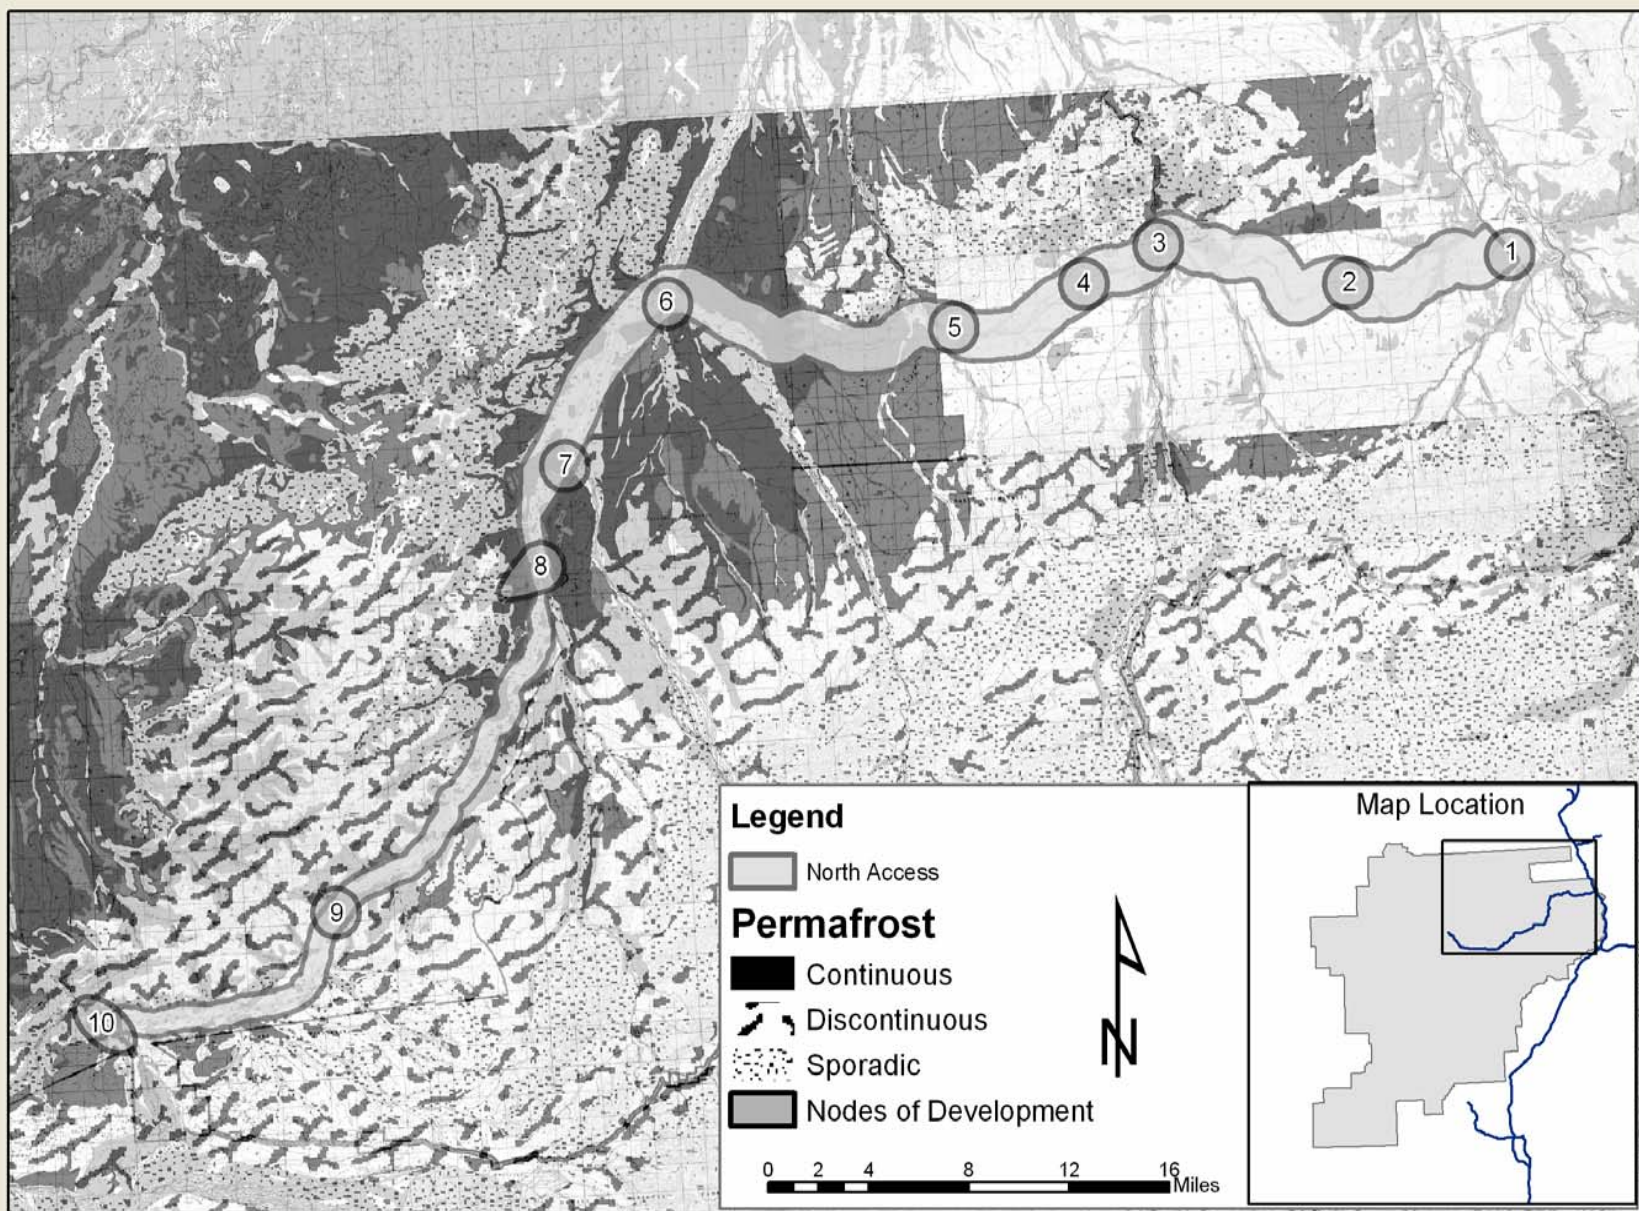 1
2
3
4
5
6
7
8
9
10
Legend
North Access
Permafrost
Continuous
Discontinuous
Sporadic
Nodes of Development
N
0 2 4 8 12 16
Miles
Map Location